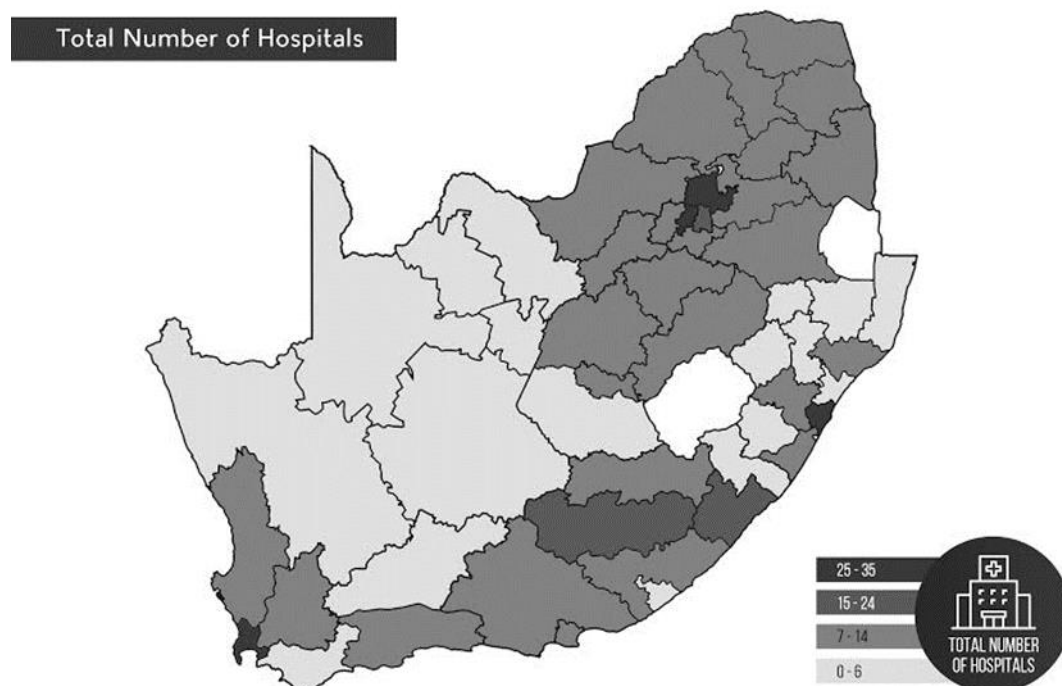 Total Number of Hospitals
25 - 35
15 - 24
7 - 14
0 - 6
TOTAL NUMBER
OF HOSPITALS